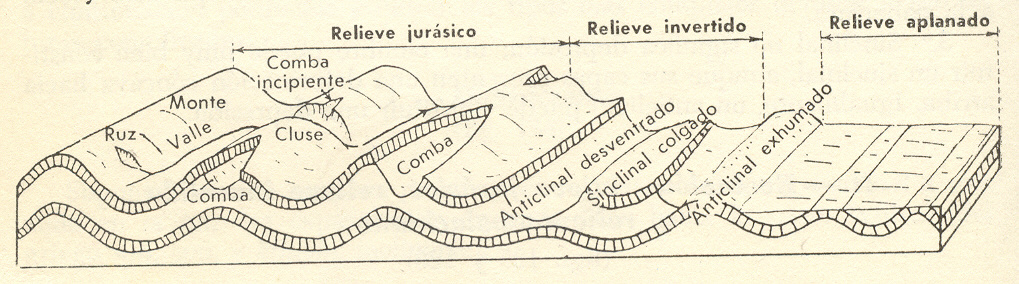 Relieve jurásico
Relieve invertido
Relieve aplanado
Comba
incipiente
Monte
Ruz
Valle
Cluse
Comba
Comba
Anticlinal desventrado
Sinclinal colgado
Anticlinal exhumado